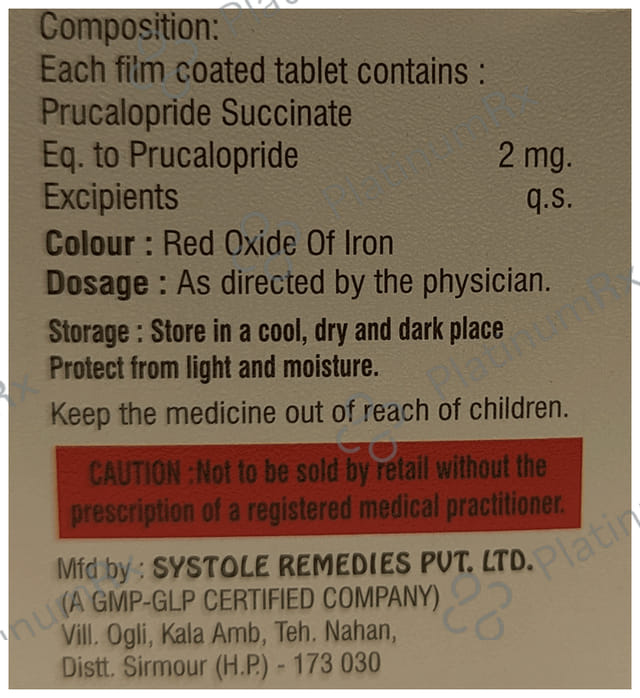 Composition:
Each film coated tablet contains :
Prucalopride Succinate
Eq. to Prucalopride 2 mg.
Excipients q.s.
Colour : Red Oxide Of Iron
Dosage : As directed by the physician.
Storage : Store in a cool, dry and dark place
Protect from light and moisture.
Keep the medicine out of reach of children.
CAUTION :Not to be sold by retail without the
prescription of a registered medical practitioner.
Mfd by : SYSTOLE REMEDIES PVT. LTD.
(A GMP-GLP CERTIFIED COMPANY)
Vill. Ogli, Kala Amb, Teh. Nahan,
Distt. Sirmour (H.P.) - 173 030
PlatinumRx
PlatinumRx